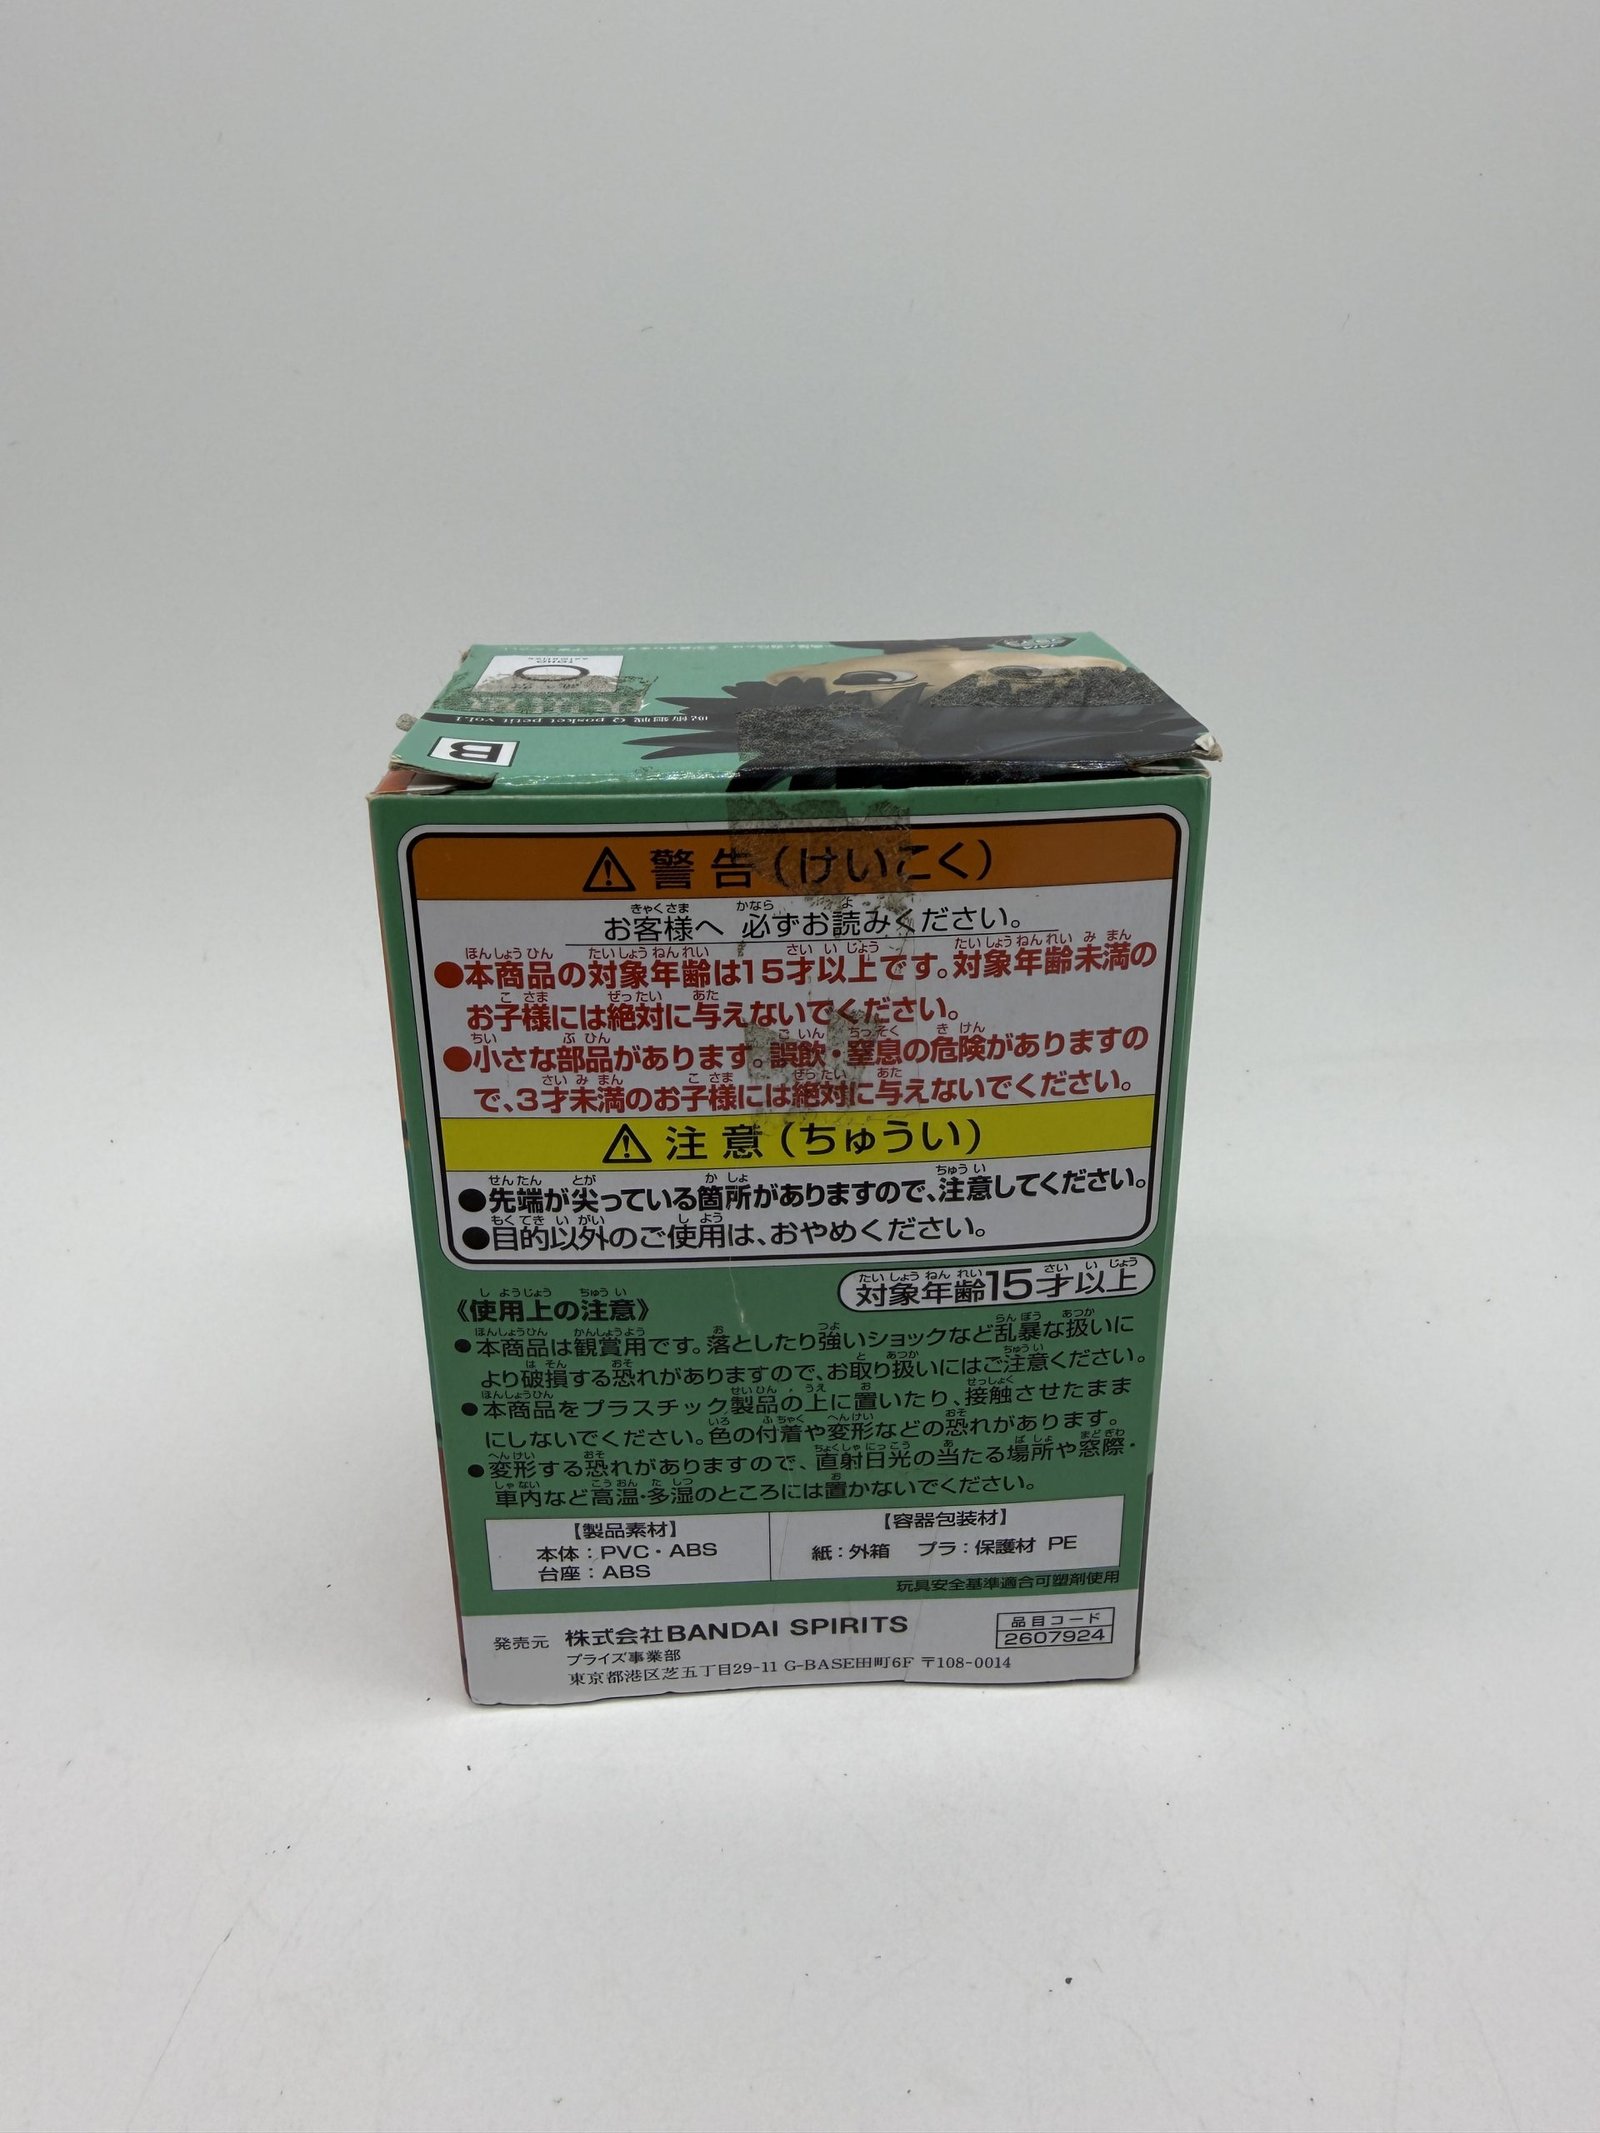 呪術廻戦 Q posket petit vol.1
B
警告（けいこく）
お客様へ 必ずお読みください。
●本商品の対象年齢は15才以上です。対象年齢未満の
お子様には絶対に与えないでください。
●小さな部品があります。誤飲・窒息の危険がありますの
で、3才未満のお子様には絶対に与えないでください。
注意（ちゅうい）
●先端が尖っている箇所がありますので、注意してください。
●目的以外のご使用は、おやめください。
対象年齢15才以上
《使用上の注意》
●本商品は観賞用です。落としたり強いショックなど乱暴な扱いに
より破損する恐れがありますので、お取り扱いにはご注意ください。
●本商品をプラスチック製品の上に置いたり、接触させたまま
にしないでください。色の付着や変形などの恐れがあります。
●変形する恐れがありますので、直射日光の当たる場所や窓際・
車内など高温・多湿のところには置かないでください。
【製品素材】
本体：PVC・ABS
台座：ABS
【容器包装材】
紙：外箱 プラ：保護材 PE
玩具安全基準適合可塑剤使用
発売元 株式会社BANDAI SPIRITS
プライズ事業部
東京都港区芝五丁目29-11 G-BASE田町6F 〒108-0014
品目コード
2607924